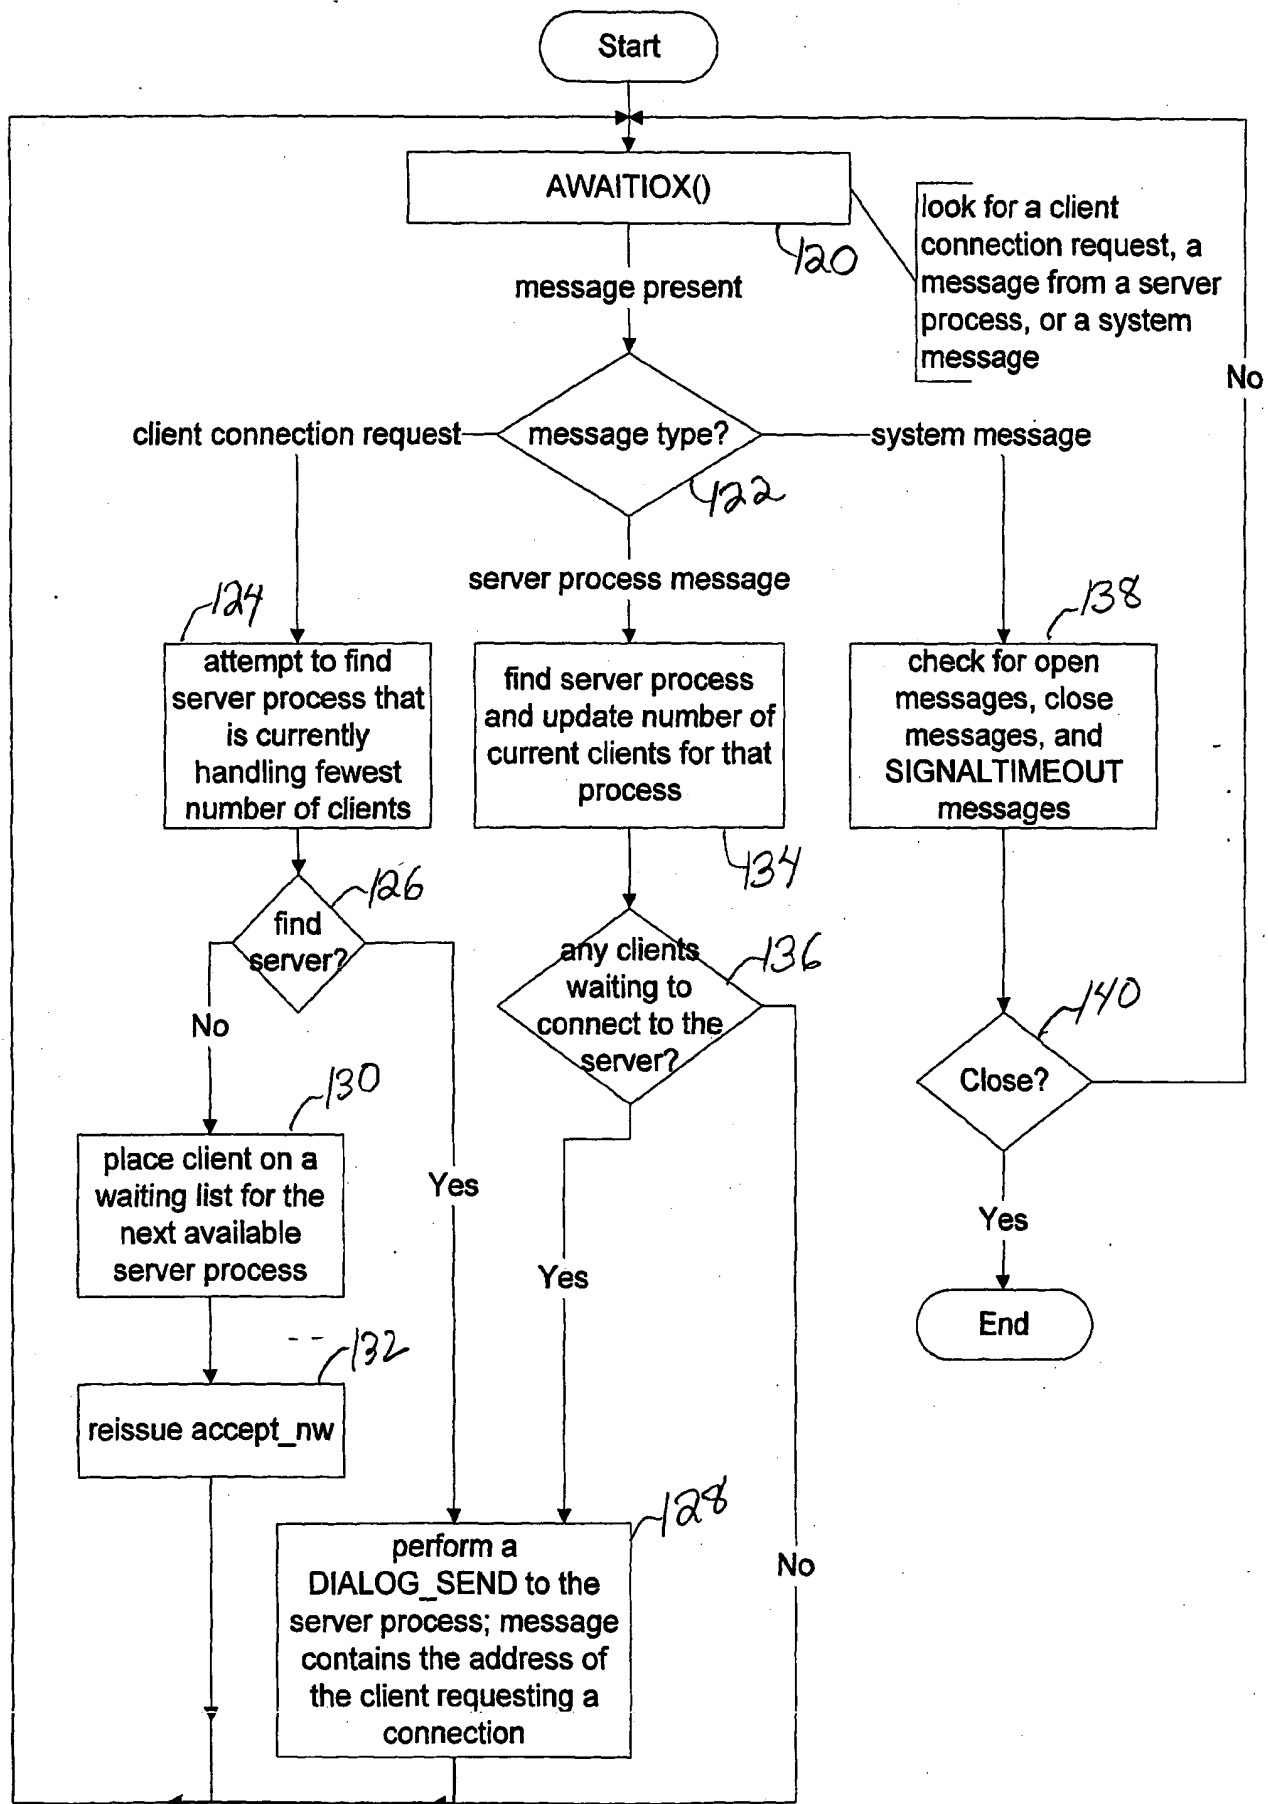 Start
AWAITIOX()
120
look for a client
connection request, a
message from a server
process, or a system
message
message present
No
client connection request
message type?
system message
122
server process message
124
138
attempt to find
server process that
is currently
handling fewest
number of clients
find server process
and update number of
current clients for that
process
check for open
messages, close
messages, and
SIGNALTIMEOUT
messages
134
126
find
server?
any clients
waiting to
connect to the
server?
136
140
No
Close?
130
place client on a
waiting list for the
next available
server process
Yes
Yes
Yes
End
132
reissue accept_nw
128
perform a
DIALOG_SEND to the
server process; message
contains the address of
the client requesting a
connection
No